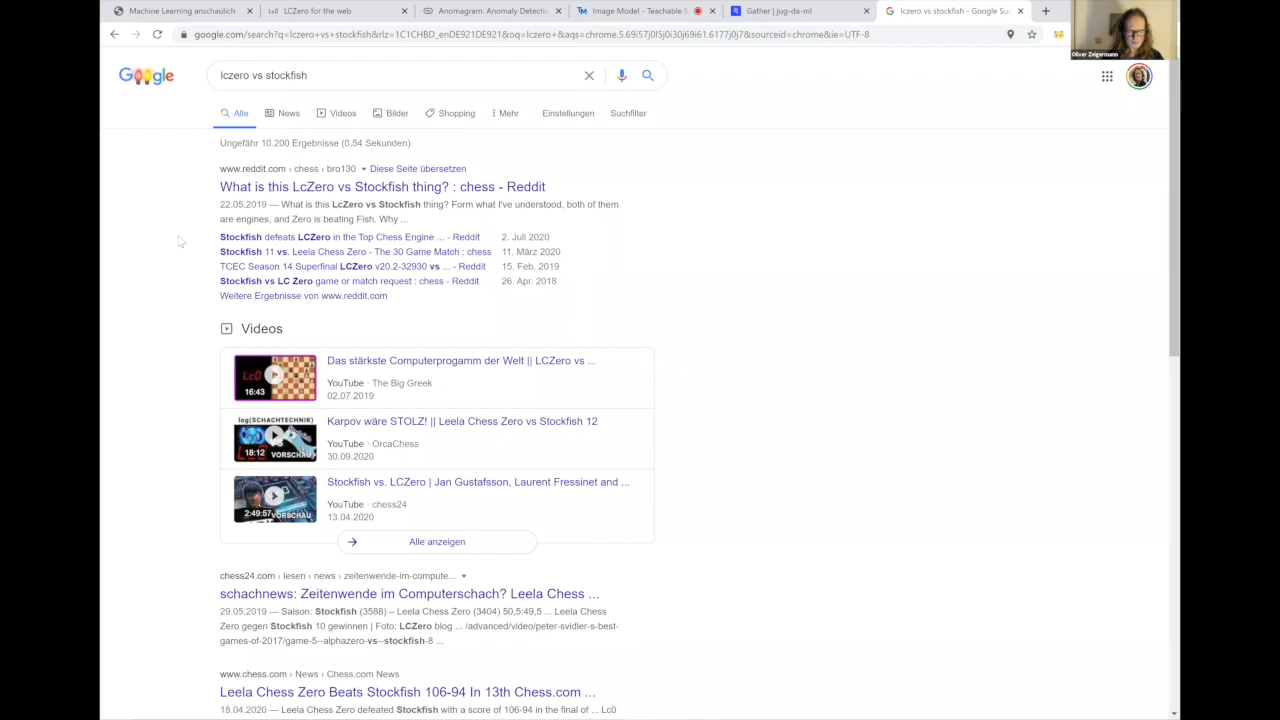 Machine Learning anschaulich
LCZero for the web
Anomagram: Anomaly Detectio
Image Model - Teachable M
Gather | jug-da-ml
lczero vs stockfish - Google Su
google.com/search?q=lczero+vs+stockfish&rlz=1C1CHBD_enDE921DE921&oq=lczero+&aqs=chrome.5.69i57j0l5j0i30j69i61.6177j0j7&sourceid=chrome&ie=UTF-8
Oliver Zeigermann
Google
lczero vs stockfish
Alle
News
Videos
Bilder
Shopping
Mehr
Einstellungen
Suchfilter
Ungefähr 10.200 Ergebnisse (0,54 Sekunden)
www.reddit.com › chess › bro130 Diese Seite übersetzen
What is this LcZero vs Stockfish thing? : chess - Reddit
22.05.2019 — What is this LcZero vs Stockfish thing? Form what I've understood, both of them
are engines, and Zero is beating Fish. Why ...
Stockfish defeats LCZero in the Top Chess Engine ... - Reddit 2. Juli 2020
Stockfish 11 vs. Leela Chess Zero - The 30 Game Match : chess 11. März 2020
TCEC Season 14 Superfinal LCZero v20.2-32930 vs ... - Reddit 15. Feb. 2019
Stockfish vs LC Zero game or match request : chess - Reddit 26. Apr. 2018
Weitere Ergebnisse von www.reddit.com
Videos
Lc0
16:43
Das stärkste Computerprogamm der Welt || LCZero vs ...
YouTube · The Big Greek
02.07.2019
log(SCHACHTECHNIK)
18:12 VORSCHAU
Karpov wäre STOLZ! || Leela Chess Zero vs Stockfish 12
YouTube · OrcaChess
30.09.2020
2:49:57 VORSCHAU
Stockfish vs. LCZero | Jan Gustafsson, Laurent Fressinet and ...
YouTube · chess24
13.04.2020
Alle anzeigen
chess24.com › lesen › news › zeitenwende-im-compute...
schachnews: Zeitenwende im Computerschach? Leela Chess ...
29.05.2019 — Saison: Stockfish (3588) – Leela Chess Zero (3404) 50,5:49,5 ... Leela Chess
Zero gegen Stockfish 10 gewinnen | Foto: LCZero blog ... /advanced/video/peter-svidler-s-best-
games-of-2017/game-5--alphazero-vs--stockfish-8 ...
www.chess.com › News › Chess.com News
Leela Chess Zero Beats Stockfish 106-94 In 13th Chess.com ...
18.04.2020 — Leela Chess Zero defeated Stockfish with a score of 106-94 in the final of ... Lc0